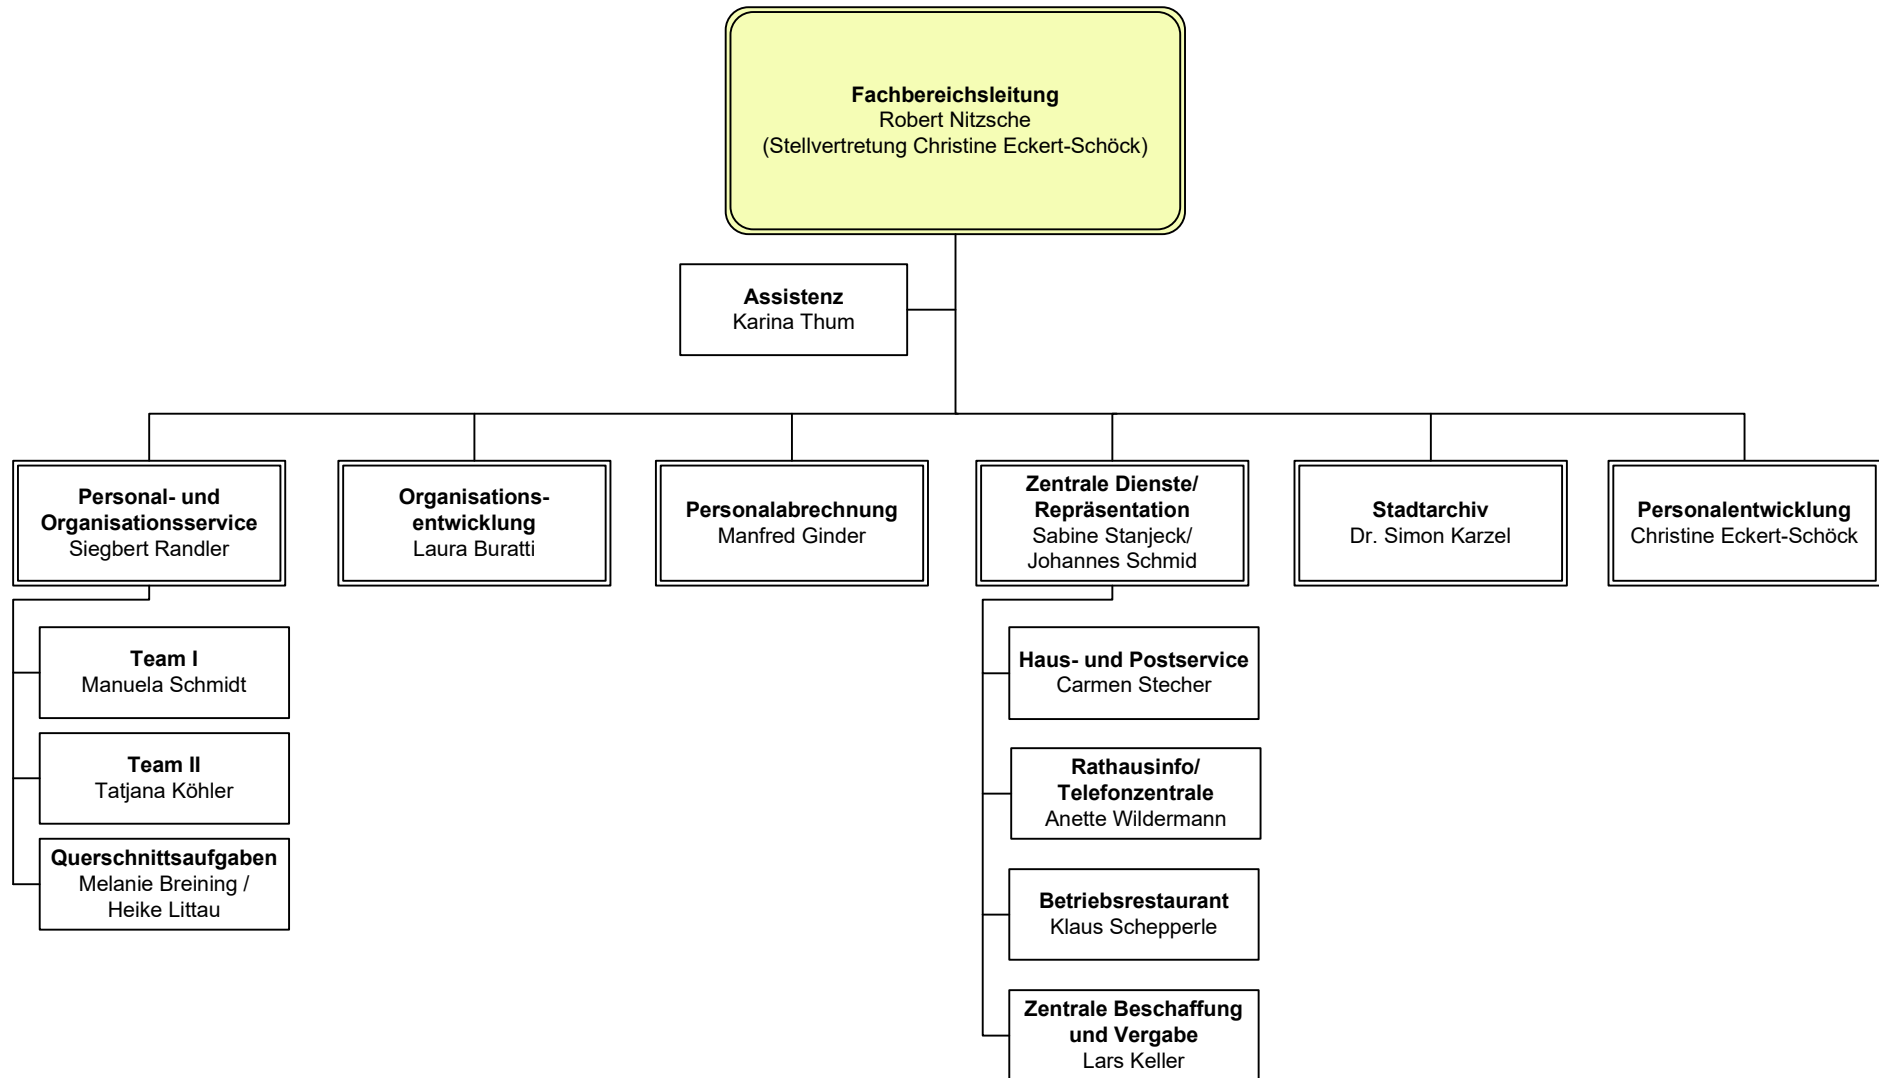 Fachbereichsleitung
Robert Nitzsche
(Stellvertretung Christine Eckert-Schöck)
Assistenz
Karina Thum
Personal- und
Organisationsservice
Siegbert Randler
Organisations-
entwicklung
Laura Buratti
Personalabrechnung
Manfred Ginder
Zentrale Dienste/
Repräsentation
Sabine Stanjeck/
Johannes Schmid
Stadtarchiv
Dr. Simon Karzel
Personalentwicklung
Christine Eckert-Schöck
Team I
Manuela Schmidt
Team II
Tatjana Köhler
Querschnittsaufgaben
Melanie Breining /
Heike Littau
Haus- und Postservice
Carmen Stecher
Rathausinfo/
Telefonzentrale
Anette Wildermann
Betriebsrestaurant
Klaus Schepperle
Zentrale Beschaffung
und Vergabe
Lars Keller